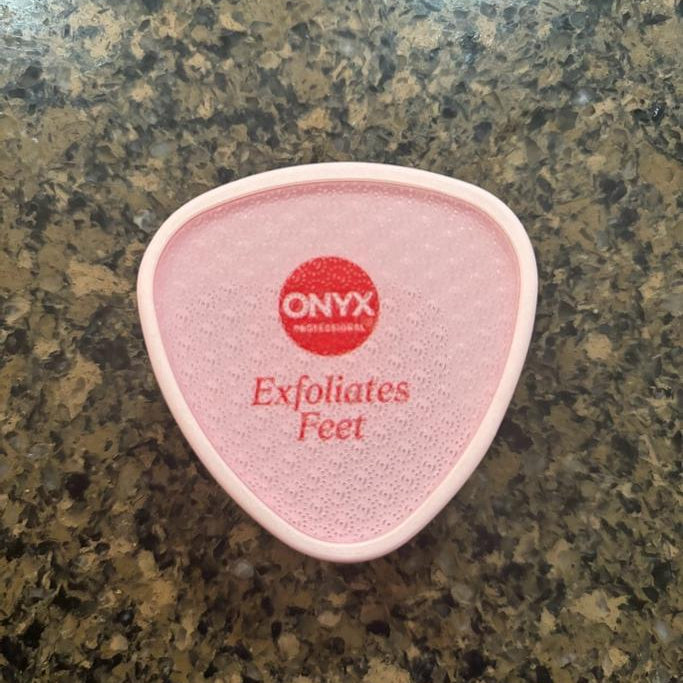 ONYX
PROFESSIONAL
Exfoliates
Feet